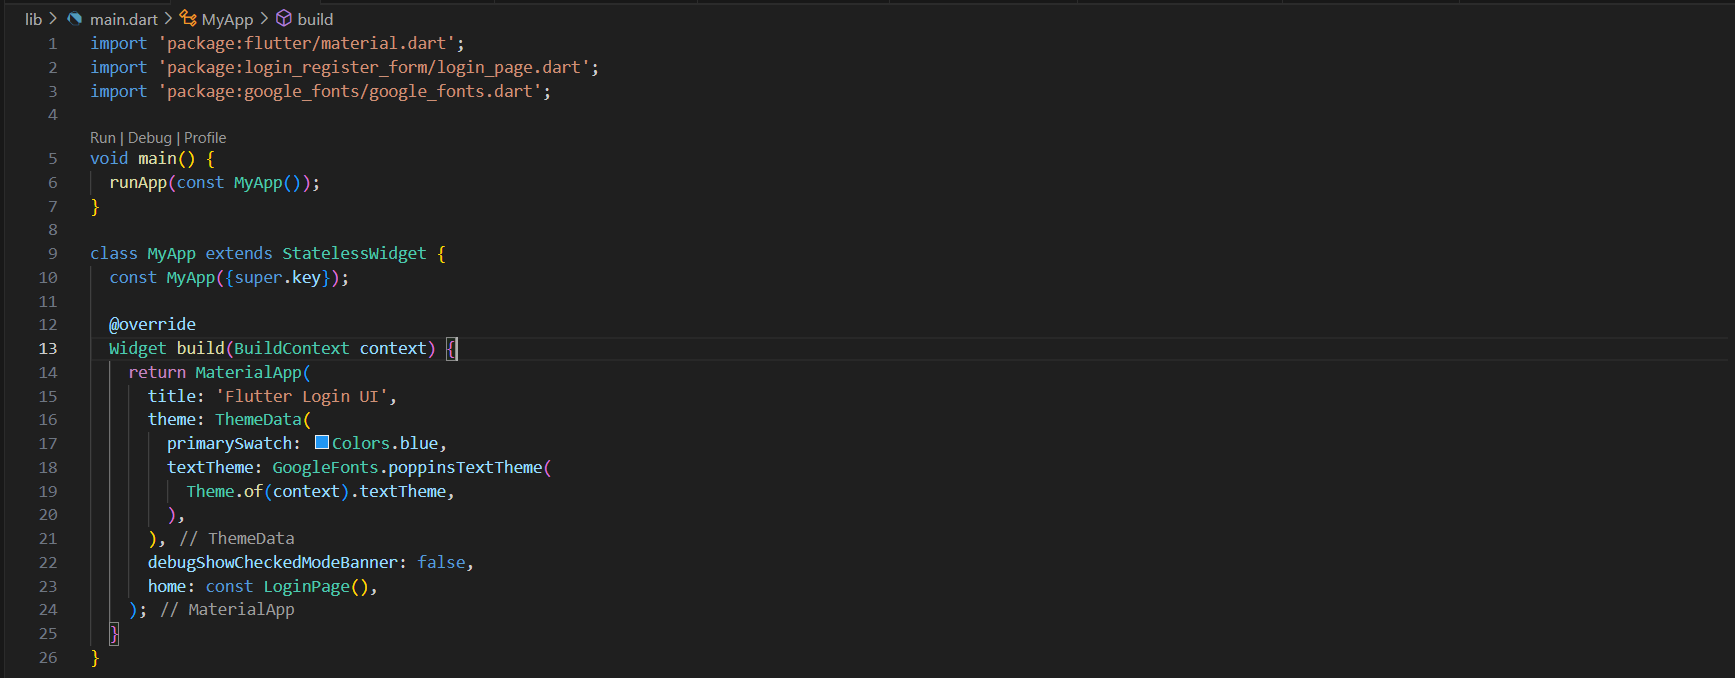 lib > main.dart > MyApp > build
1 import 'package:flutter/material.dart';
2 import 'package:login_register_form/login_page.dart';
3 import 'package:google_fonts/google_fonts.dart';
4
Run | Debug | Profile
5 void main() {
6   runApp(const MyApp());
7 }
8
9 class MyApp extends StatelessWidget {
10   const MyApp({super.key});
11
12   @override
13   Widget build(BuildContext context) {
14     return MaterialApp(
15       title: 'Flutter Login UI',
16       theme: ThemeData(
17         primarySwatch: Colors.blue,
18         textTheme: GoogleFonts.poppinsTextTheme(
19           Theme.of(context).textTheme,
20         ),
21       ), // ThemeData
22       debugShowCheckedModeBanner: false,
23       home: const LoginPage(),
24     ); // MaterialApp
25   }
26 }